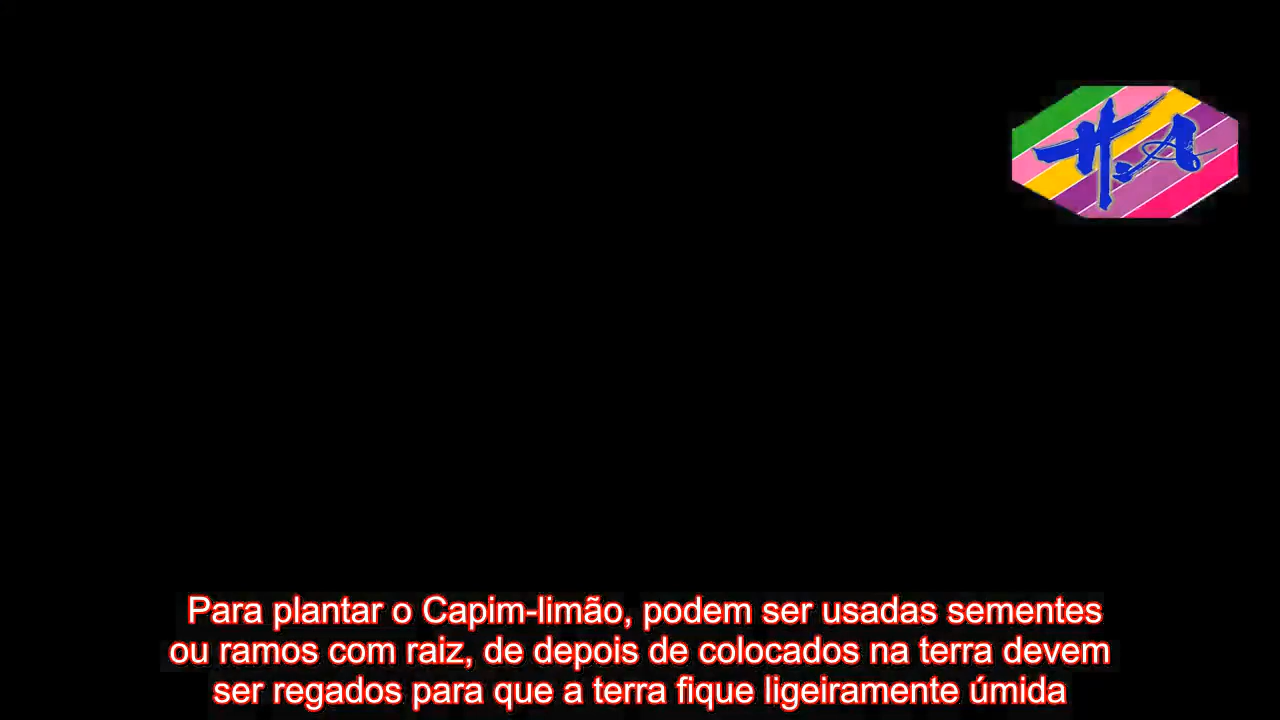 H.A
Para plantar o Capim-limão, podem ser usadas sementes
ou ramos com raiz, de depois de colocados na terra devem
ser regados para que a terra fique ligeiramente úmida